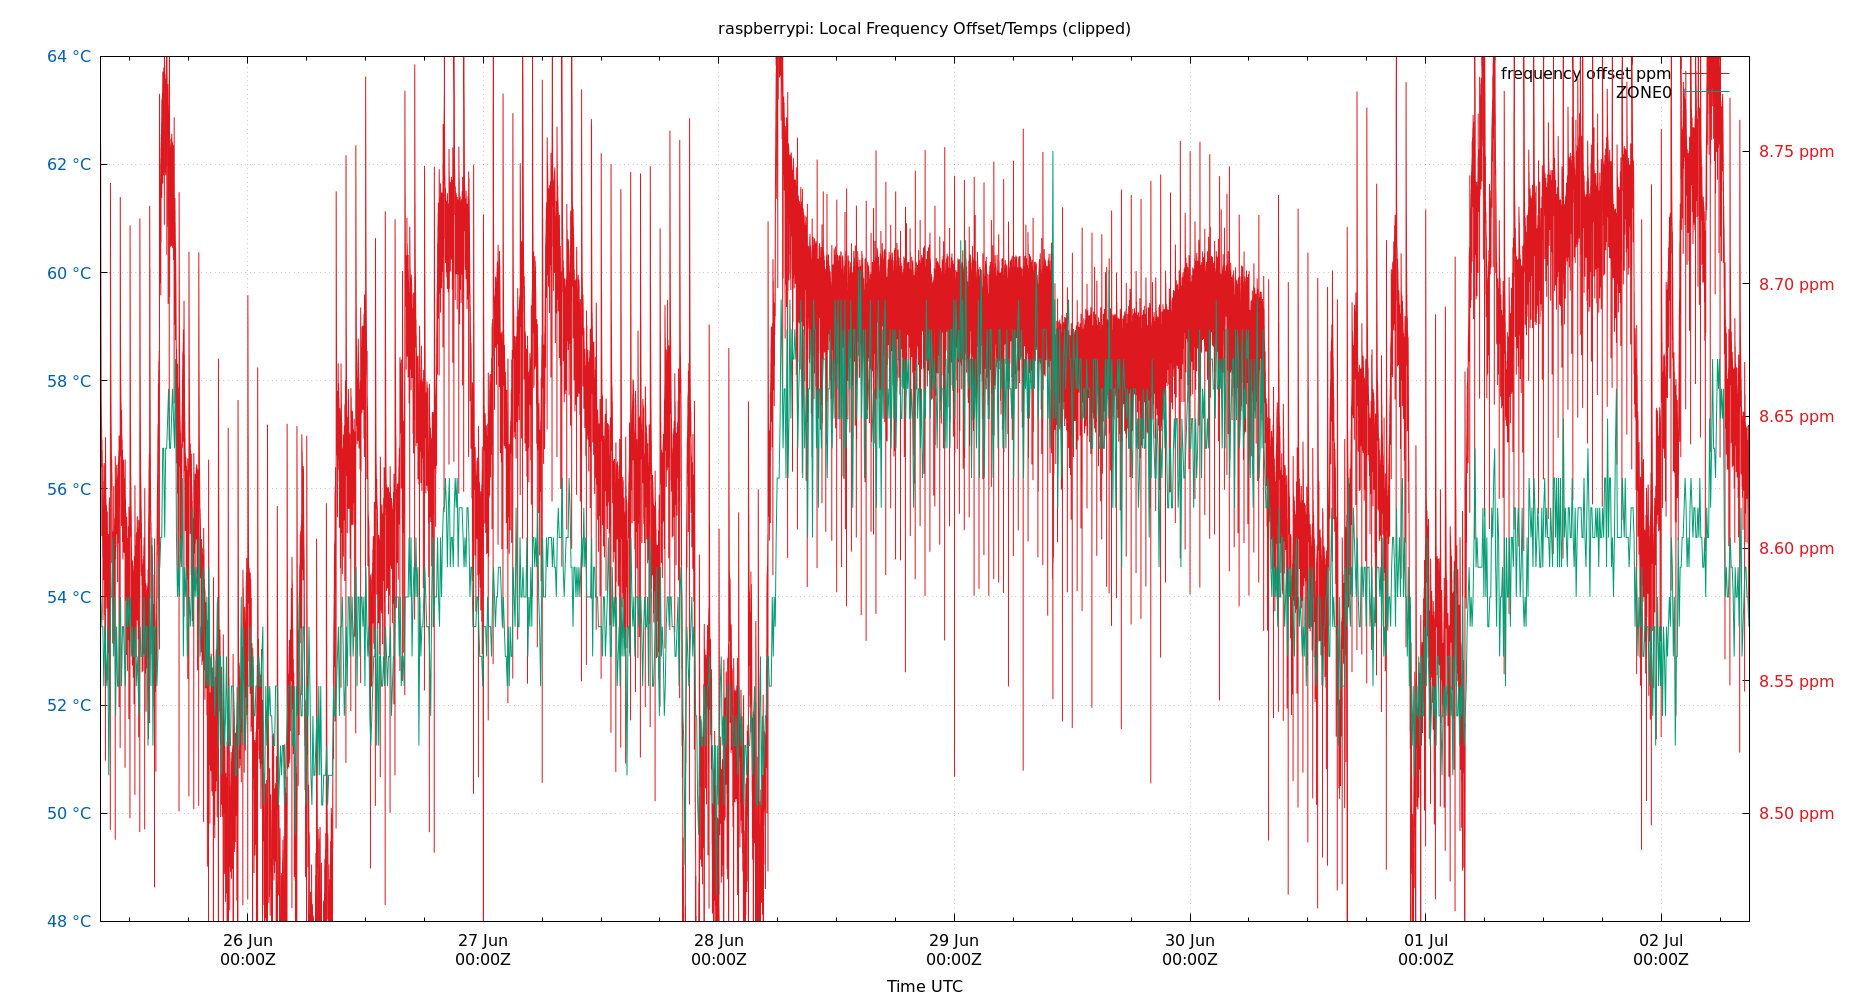 raspberrypi: Local Frequency Offset/Temps (clipped)
64 °C
62 °C
60 °C
58 °C
56 °C
54 °C
52 °C
50 °C
48 °C
frequency offset ppm
ZONE0
8.75 ppm
8.70 ppm
8.65 ppm
8.60 ppm
8.55 ppm
8.50 ppm
26 Jun
00:00Z
27 Jun
00:00Z
28 Jun
00:00Z
29 Jun
00:00Z
30 Jun
00:00Z
01 Jul
00:00Z
02 Jul
00:00Z
Time UTC